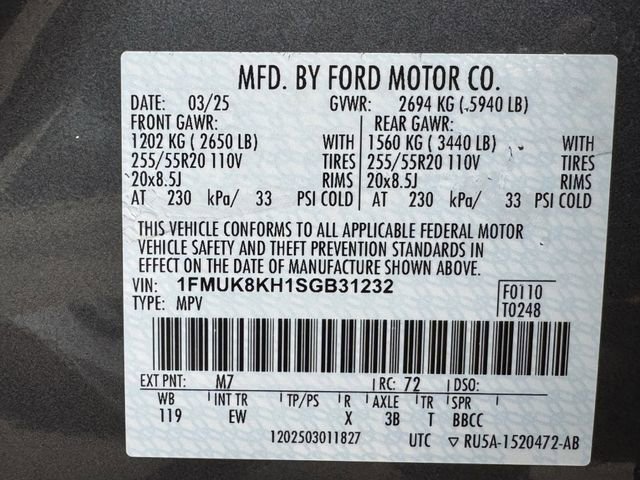 MFD. BY FORD MOTOR CO.
DATE: 03/25 GVWR: 2694 KG ( 5940 LB)
FRONT GAWR: REAR GAWR:
1202 KG ( 2650 LB) WITH 1560 KG ( 3440 LB) WITH
255/55R20 110V TIRES 255/55R20 110V TIRES
20x8.5J RIMS 20x8.5J RIMS
AT 230 kPa/ 33 PSI COLD AT 230 kPa/ 33 PSI COLD
THIS VEHICLE CONFORMS TO ALL APPLICABLE FEDERAL MOTOR
VEHICLE SAFETY AND THEFT PREVENTION STANDARDS IN
EFFECT ON THE DATE OF MANUFACTURE SHOWN ABOVE.
VIN: 1FMUK8KH1SGB31232 F0110
TYPE: MPV T0248
EXT PNT: M7 RC: 72 DSO:
WB INT TR TP/PS R AXLE TR SPR
119 EW X 3B T BBCC
1202503011827 UTC ▽ RU5A-1520472-AB